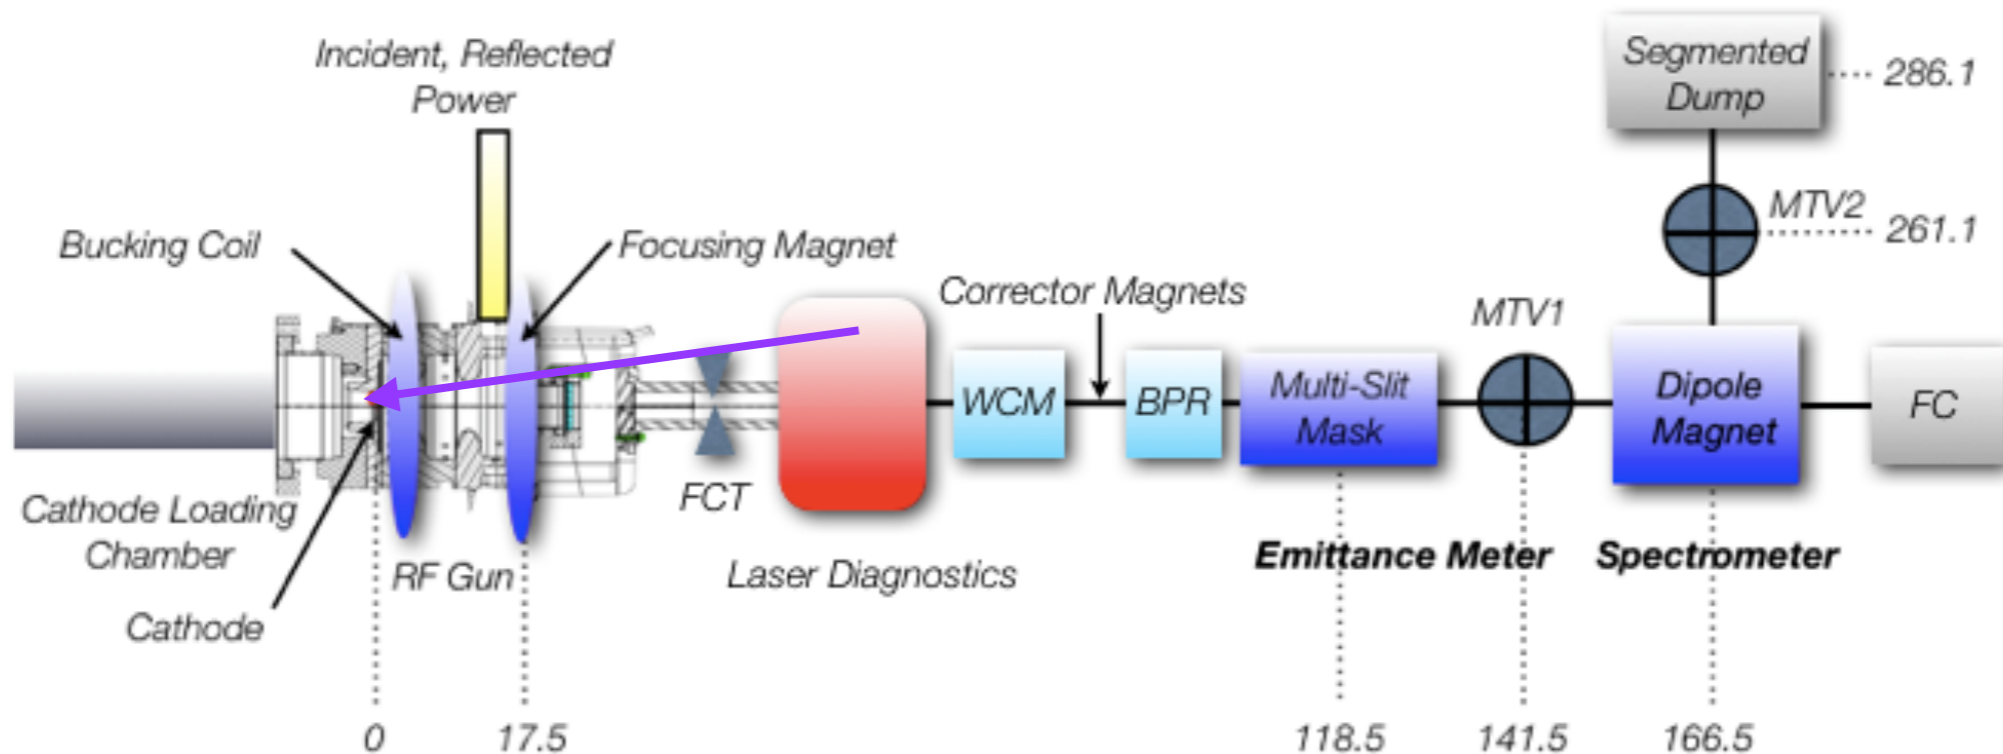 Incident, Reflected
Power
Segmented
Dump
286.1
MTV2
261.1
Bucking Coil
Focusing Magnet
Corrector Magnets
MTV1
WCM
BPR
Multi-Slit
Mask
Dipole
Magnet
FC
FCT
Cathode Loading
Chamber
RF Gun
Laser Diagnostics
Emittance Meter
Spectrometer
Cathode
0
17.5
118.5
141.5
166.5